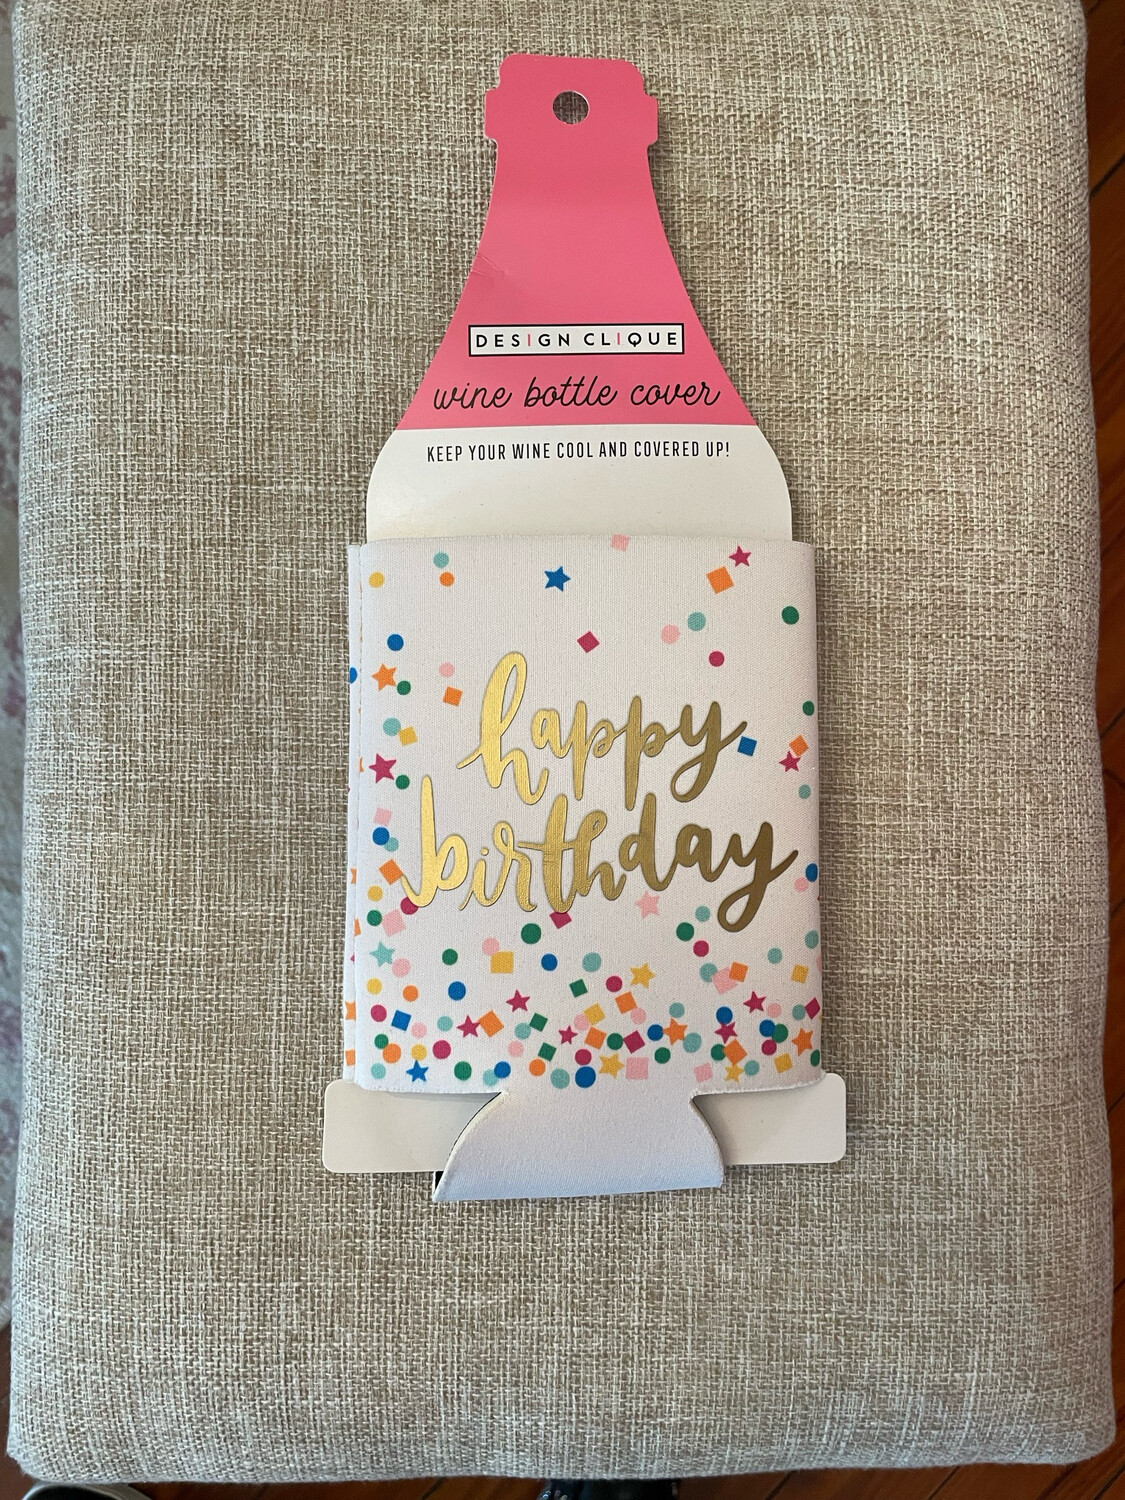 DESIGN CLIQUE
wine bottle cover
KEEP YOUR WINE COOL AND COVERED UP!
happy
birthday